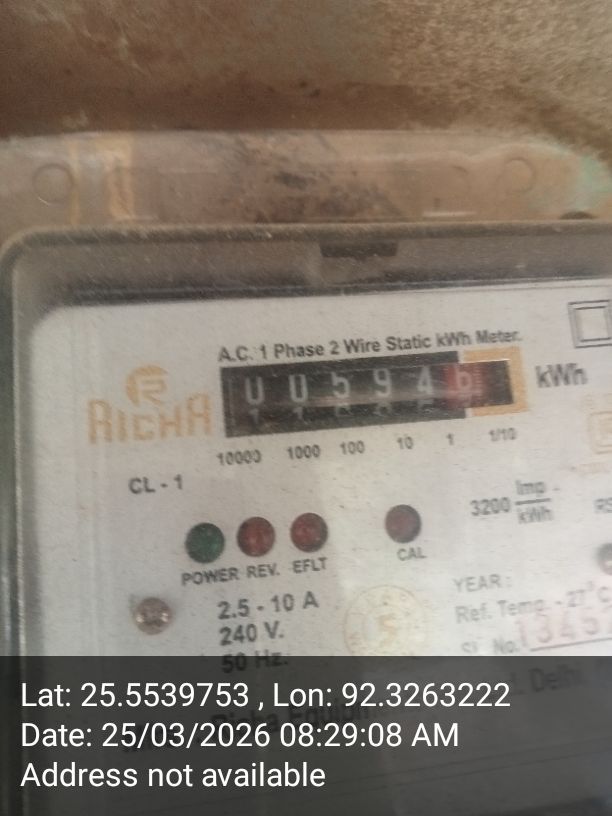 A.C. 1 Phase 2 Wire Static kWh Meter.
RICHA
0 0 5 9 4 6
kWh
10000 1000 100 10 1 1/10
CL - 1
3200 Imp / kWh
POWER REV. EFLT
CAL
2.5 - 10 A
240 V.
50 Hz.
YEAR :
Ref. Temp. - 27°C
Delhi
Lat: 25.5539753 , Lon: 92.3263222
Date: 25/03/2026 08:29:08 AM
Address not available